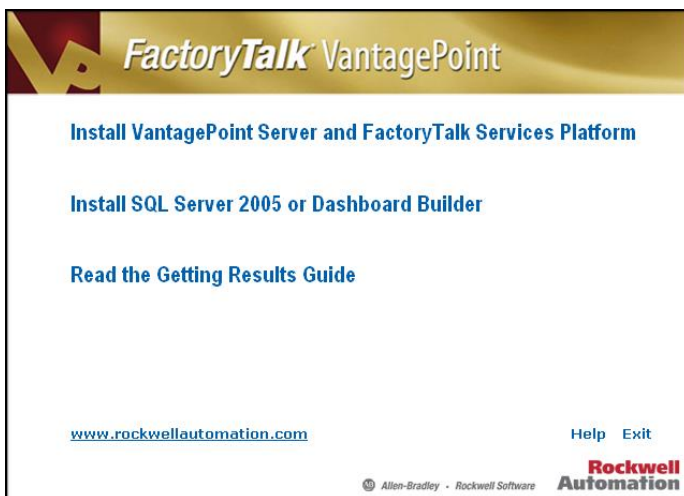 FactoryTalk VantagePoint
Install VantagePoint Server and FactoryTalk Services Platform
Install SQL Server 2005 or Dashboard Builder
Read the Getting Results Guide
www.rockwellautomation.com
Help Exit
Allen-Bradley • Rockwell Software
Rockwell
Automation